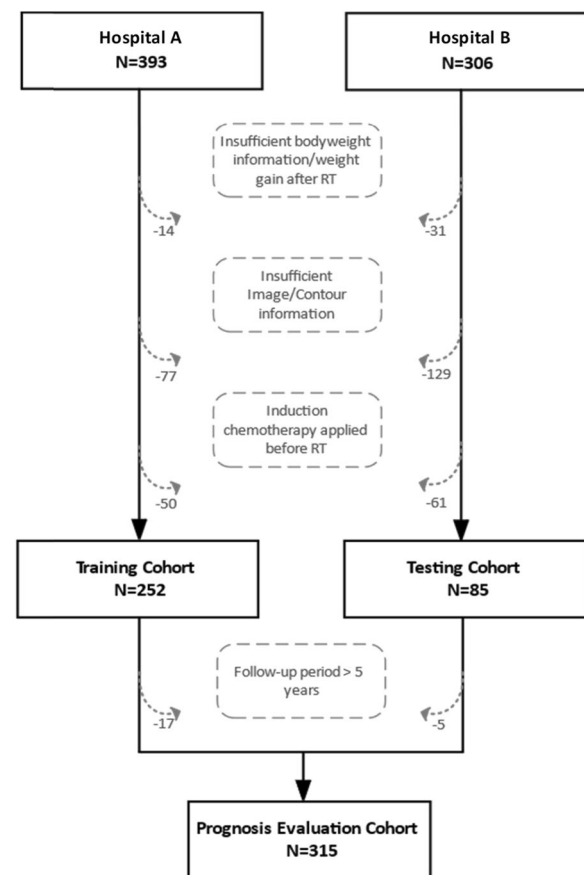 Hospital A
N=393
Hospital B
N=306
Insufficient bodyweight
information/weight
gain after RT
-14
-31
Insufficient
Image/Contour
information
-77
-129
Induction
chemotherapy applied
before RT
-50
-61
Training Cohort
N=252
Testing Cohort
N=85
Follow-up period > 5
years
-17
-5
Prognosis Evaluation Cohort
N=315